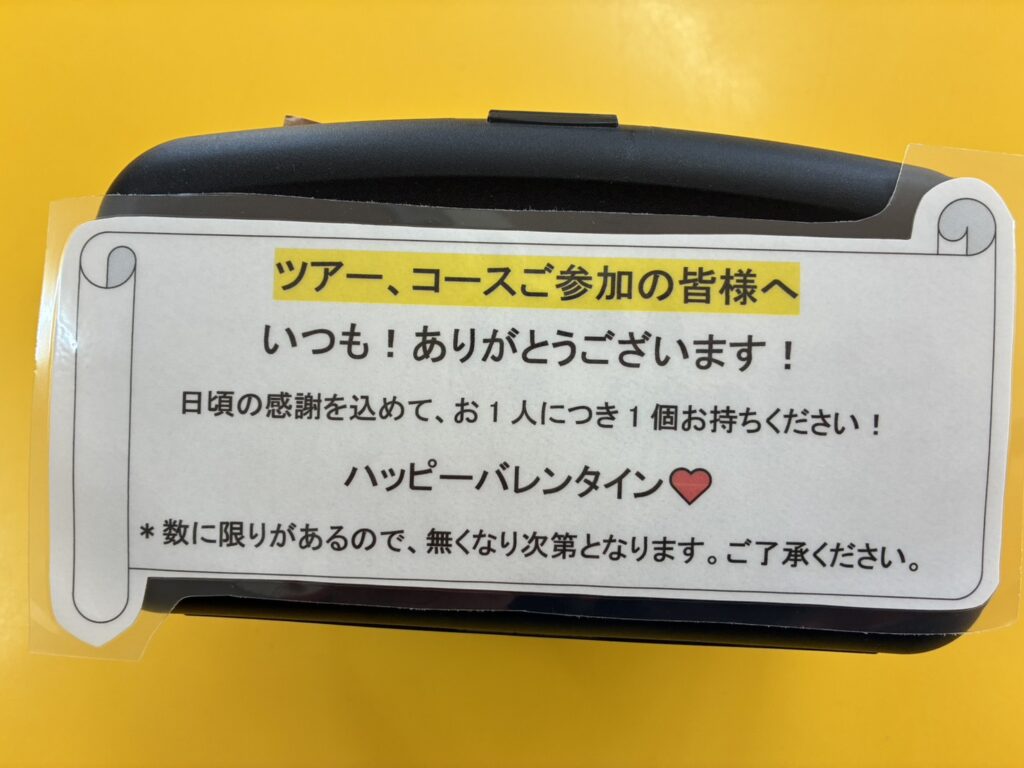 ツアー、コースご参加の皆様へ
いつも！ありがとうございます！
日頃の感謝を込めて、お1人につき1個お持ちください！
ハッピーバレンタイン❤
*数に限りがあるので、無くなり次第となります。ご了承ください。